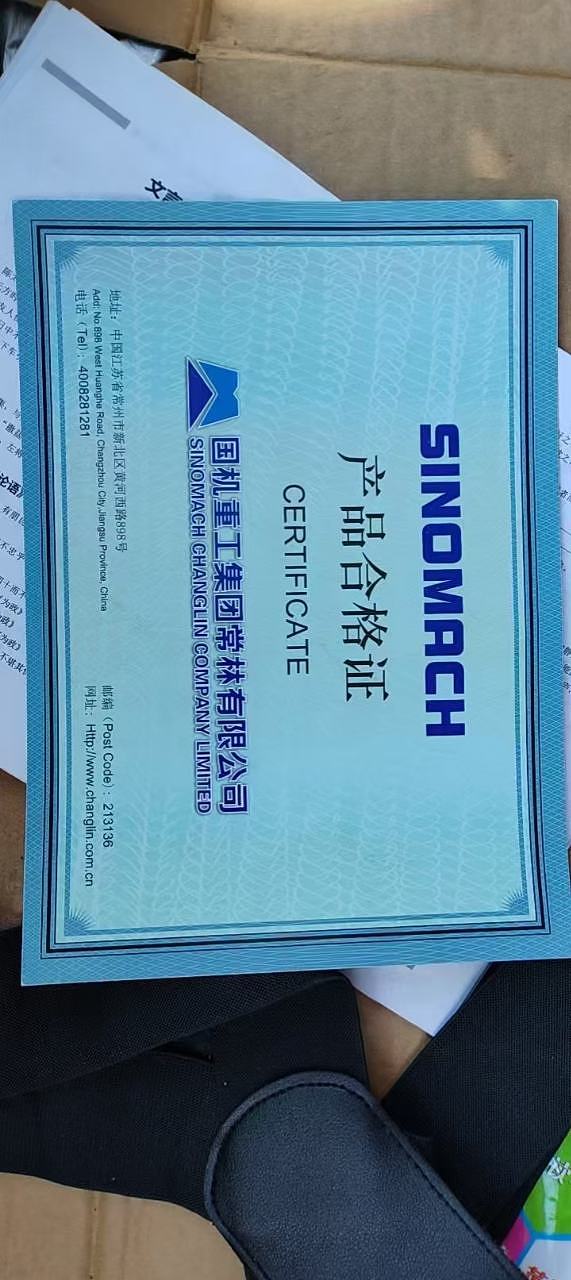 SINOMACH
产品合格证
CERTIFICATE
国机重工集团常林有限公司
SINOMACH CHANGLIN COMPANY LIMITED
地址：中国江苏省常州市新北区黄河西路898号
Add: No.898 West Huanghe Road, Changzhou City,Jiangsu Province, China
电话（Tel）：4008281281
邮编（Post Code）：213136
网址：Http://www.changlin.com.cn